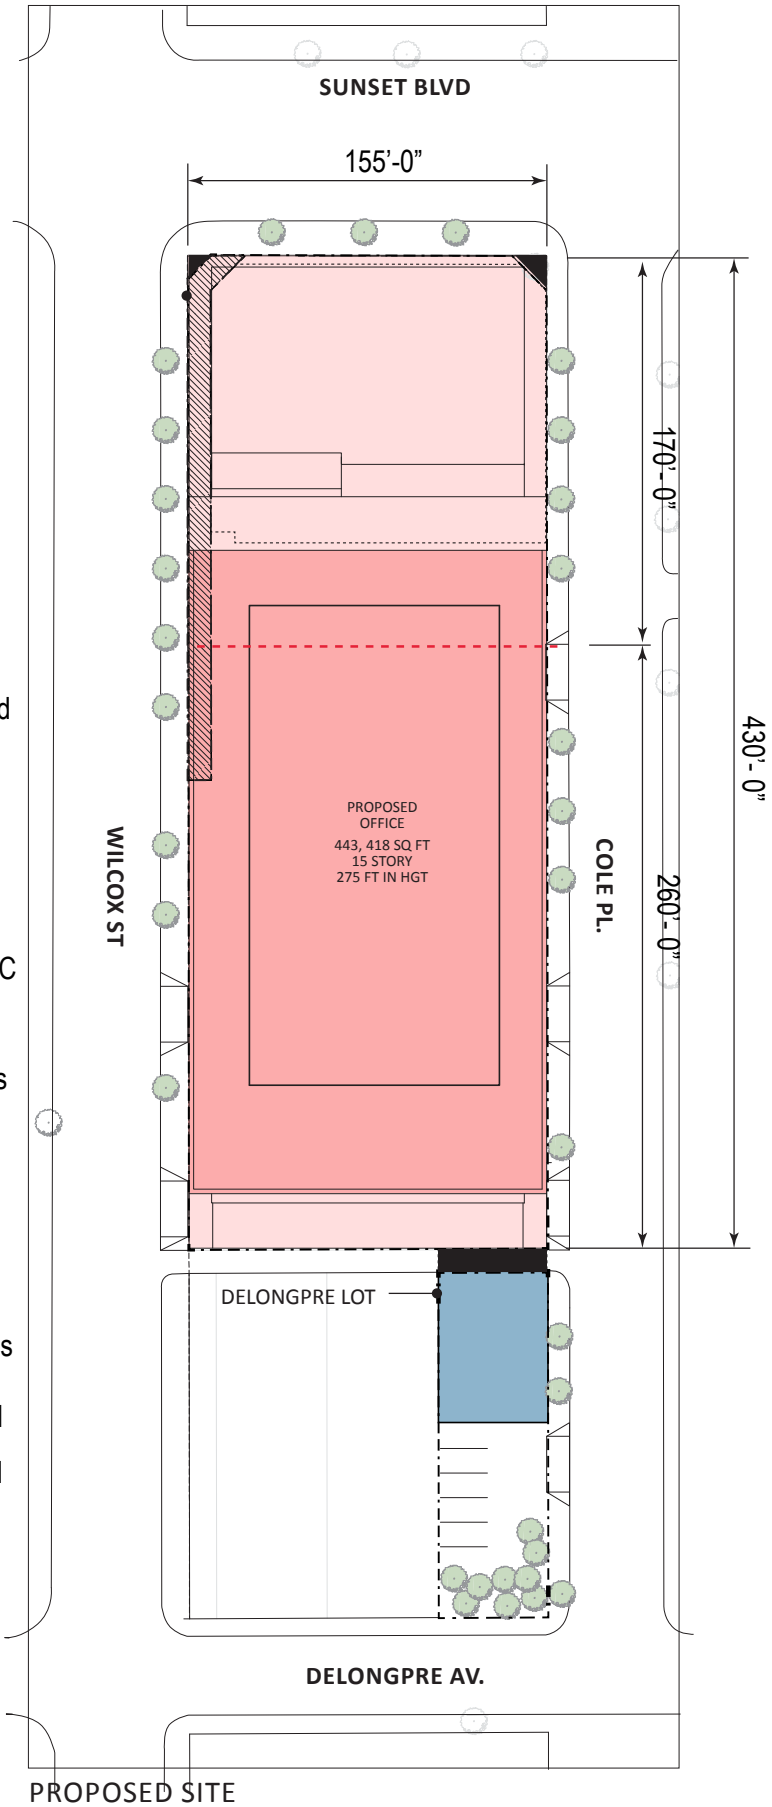 SUNSET BLVD
155'-0”
170'- 0”
d
430'- 0”
PROPOSED
OFFICE
443, 418 SQ FT
15 STORY
275 FT IN HGT
WILCOX ST
COLE PL.
260'- 0”
C
s
DELONGPRE LOT
s
DELONGPRE AV.
PROPOSED SITE